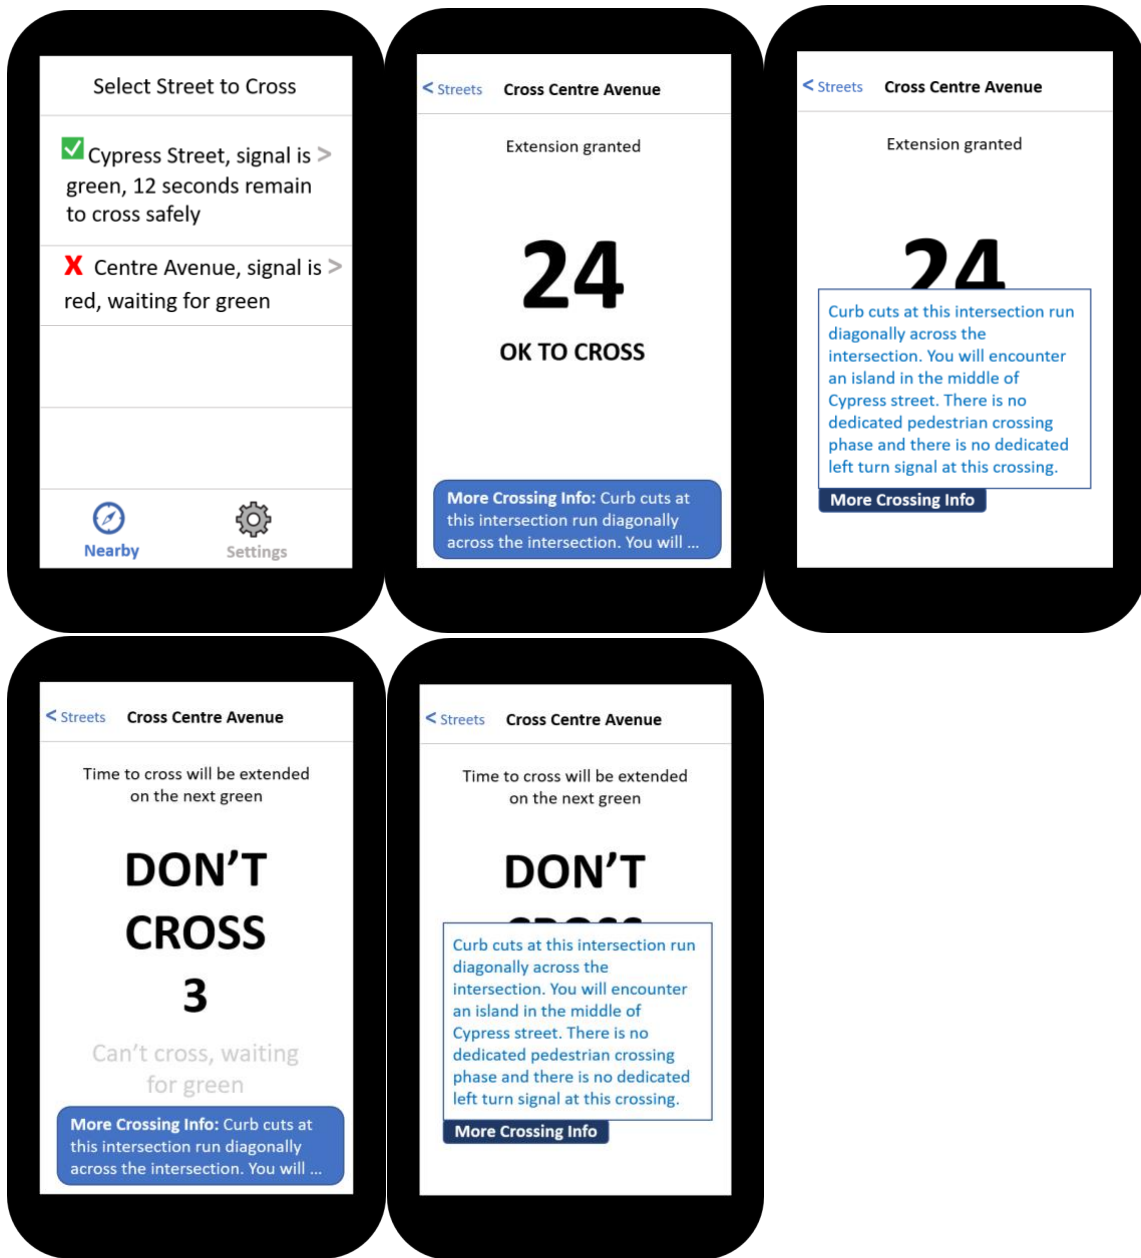 Select Street to Cross
✅ Cypress Street, signal is >
green, 12 seconds remain
to cross safely
X Centre Avenue, signal is >
red, waiting for green
Nearby
Settings
< Streets Cross Centre Avenue
Extension granted
24
OK TO CROSS
More Crossing Info: Curb cuts at
this intersection run diagonally
across the intersection. You will ...
< Streets Cross Centre Avenue
Extension granted
24
Curb cuts at this intersection run
diagonally across the
intersection. You will encounter
an island in the middle of
Cypress street. There is no
dedicated pedestrian crossing
phase and there is no dedicated
left turn signal at this crossing.
More Crossing Info
< Streets Cross Centre Avenue
Time to cross will be extended
on the next green
DON'T
CROSS
3
Can't cross, waiting
for green
More Crossing Info: Curb cuts at
this intersection run diagonally
across the intersection. You will ...
< Streets Cross Centre Avenue
Time to cross will be extended
on the next green
DON'T
CROSS
Curb cuts at this intersection run
diagonally across the
intersection. You will encounter
an island in the middle of
Cypress street. There is no
dedicated pedestrian crossing
phase and there is no dedicated
left turn signal at this crossing.
More Crossing Info